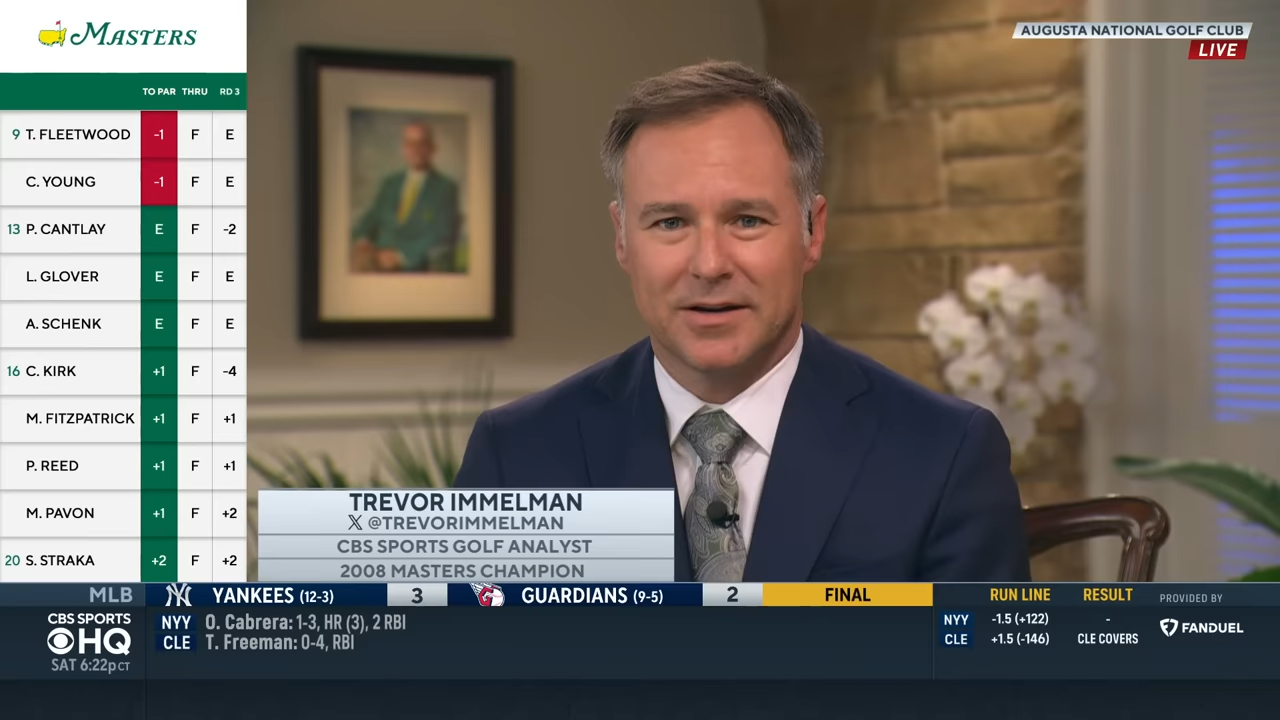 MASTERS
AUGUSTA NATIONAL GOLF CLUB
LIVE
TO PAR THRU RD 3
9 T. FLEETWOOD -1 F E
C. YOUNG -1 F E
13 P. CANTLAY E F -2
L. GLOVER E F E
A. SCHENK E F E
16 C. KIRK +1 F -4
M. FITZPATRICK +1 F +1
P. REED +1 F +1
M. PAVON +1 F +2
20 S. STRAKA +2 F +2
TREVOR IMMELMAN
X @TREVORIMMELMAN
CBS SPORTS GOLF ANALYST
2008 MASTERS CHAMPION
MLB YANKEES (12-3) 3 GUARDIANS (9-5) 2 FINAL
CBS SPORTS
HQ
SAT 6:22p CT
NYY O. Cabrera: 1-3, HR (3), 2 RBI
CLE T. Freeman: 0-4, RBI
RUN LINE RESULT
NYY -1.5 (+122) -
CLE +1.5 (-146) CLE COVERS
PROVIDED BY
FANDUEL